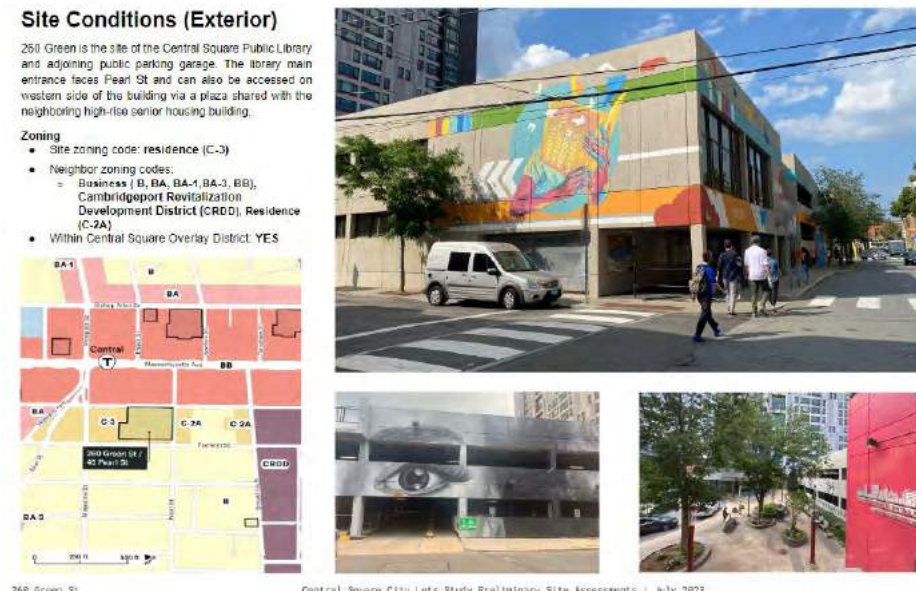 Site Conditions (Exterior)
260 Green is the site of the Central Square Public Library
and adjoining public parking garage. The library main
entrance faces Pearl St and can also be accessed on
western side of the building via a plaza shared with the
neighboring high-rise senior housing building.
Zoning
● Site zoning code: residence (C-3)
● Neighbor zoning codes:
○ Business ( B, BA, BA-1,BA-3, BB),
Cambridgeport Revitalization
Development District (CRDD), Residence
(C-2A)
● Within Central Square Overlay District: YES
BA-1
B
BA
Central
T
Massachusetts Ave
BB
BA
C-3
C-2A
C-2A
260 Green St /
45 Pearl St
CRDD
B
BA-3
0
250 ft
500 ft
260 Green St
Central Square City Lots Study Preliminary Site Assessments | July 2023